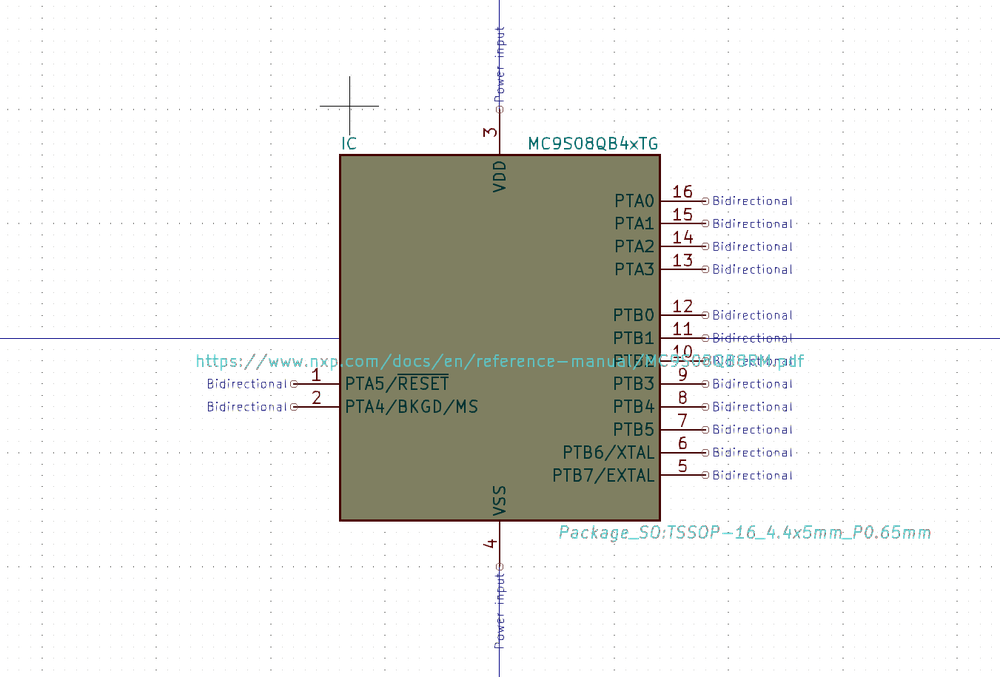 Power input
3
IC
MC9S08QB4xTG
VDD
PTA0 16 Bidirectional
PTA1 15 Bidirectional
PTA2 14 Bidirectional
PTA3 13 Bidirectional
PTB0 12 Bidirectional
PTB1 11 Bidirectional
10 Bidirectional
https://www.nxp.com/docs/en/reference-manual/MC9S08QB8RM.pdf
Bidirectional 1 PTA5/RESET
PTB3 9 Bidirectional
Bidirectional 2 PTA4/BKGD/MS
PTB4 8 Bidirectional
PTB5 7 Bidirectional
PTB6/XTAL 6 Bidirectional
PTB7/EXTAL 5 Bidirectional
VSS
Package_SO:TSSOP-16_4.4x5mm_P0.65mm
4
Power input